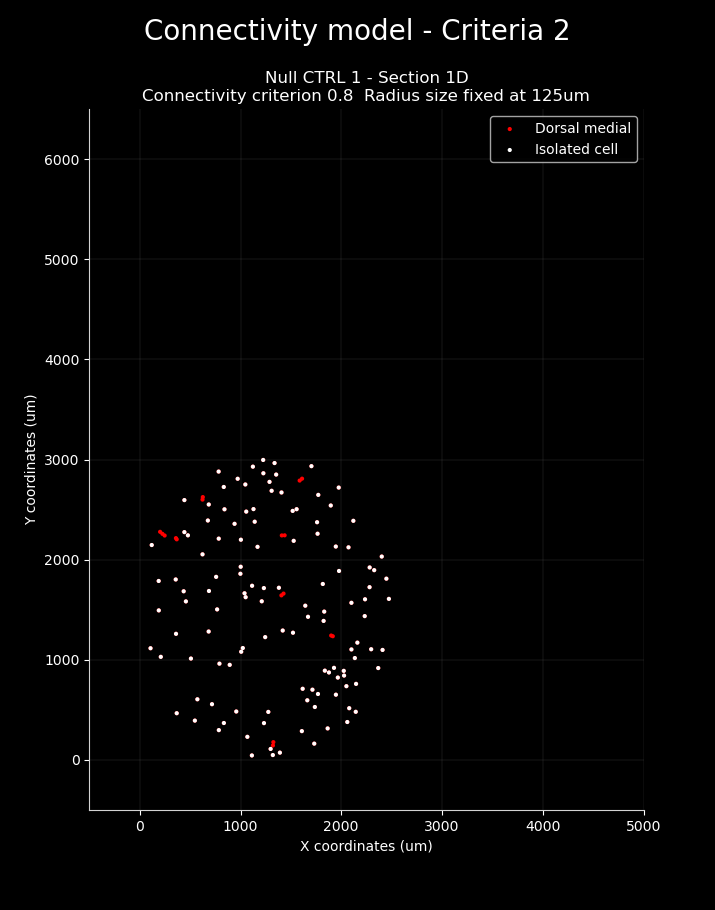 Connectivity model - Criteria 2
Null CTRL 1 - Section 1D
Connectivity criterion 0.8  Radius size fixed at 125um
Dorsal medial
Isolated cell
6000
5000
4000
3000
2000
1000
0
Y coordinates (um)
0 1000 2000 3000 4000 5000
X coordinates (um)